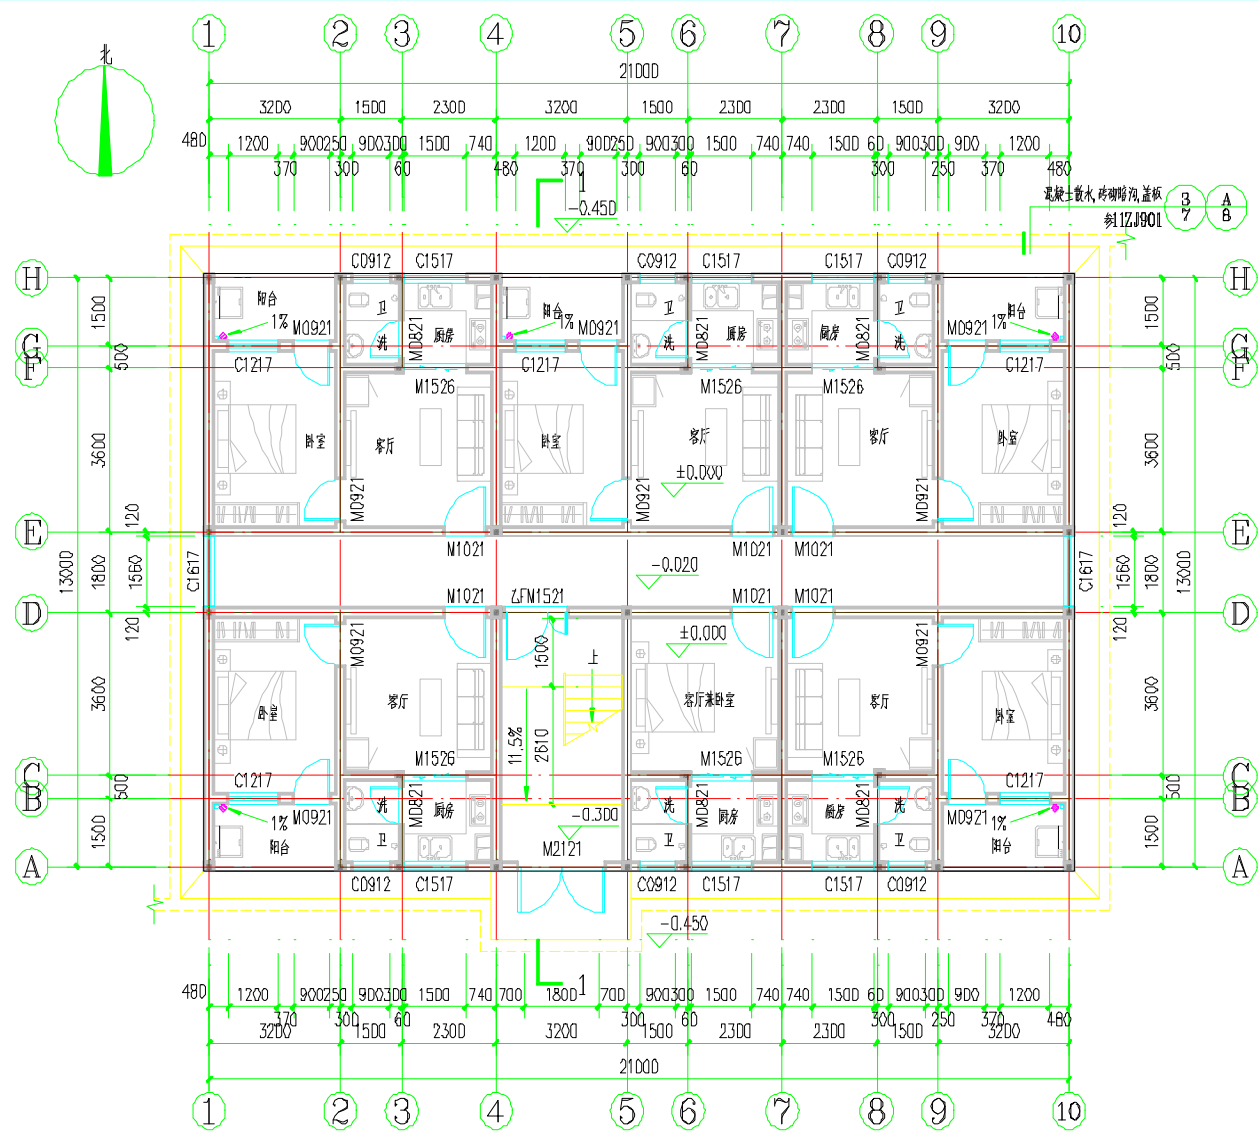 北
1 2 3 4 5 6 7 8 9 10
21000
3200 1500 2300 3200 1500 2300 2300 1500 3200
480 1200 900 250 900 300 1500 740 1200 900 250 900 300 1500 740 740 1500 60 900 300 900 1200
370 300 60 480 370 300 60 300 250 370 480
混凝土散水,砖砌暗沟,盖板
参11ZJ901
3 A
7 8
1
-0.450
C0912 C1517 C0912 C1517 C1517 C0912
H H
阳台 卫 阳台 卫 卫 阳台
1% M0921 洗 厨房 1% M0921 洗 MD821 厨房 厨房 MD821 洗 M0921 1%
1500 1500
G G
500 500
F F
C1217 M1526 C1217 M1526 M1526 C1217
卧室 客厅 卧室 客厅 客厅 卧室
3600 3600
±0.000
M0921 M0921 M0921
120 120
E E
M1021 M1021 M1021
13000 1800 1560 C1617 -0.020 C1617 1560 1800 13000
M1021 乙FM1521 M1021 M1021
D D
120 120
M0921 1500 ±0.000 M0921
上
3600 3600
卧室 客厅 客厅兼卧室 客厅 卧室
11.5% 2610
C1217 M1526 M1526 M1526 C1217
C C
500 500
B B
1% M0921 洗 MD821 厨房 洗 MD821 厨房 厨房 MD821 洗 M0921 1%
-0.300
1500 1500
阳台 卫 M2121 卫 卫 阳台
A A
C0912 C1517 C0912 C1517 C1517 C0912
-0.450
1
480 1200 900 250 900 300 1500 740 700 1800 700 900 300 1500 740 740 1500 60 900 300 900 1200
370 300 60 300 60 300 250 370 480
3200 1500 2300 3200 1500 2300 2300 1500 3200
21000
1 2 3 4 5 6 7 8 9 10